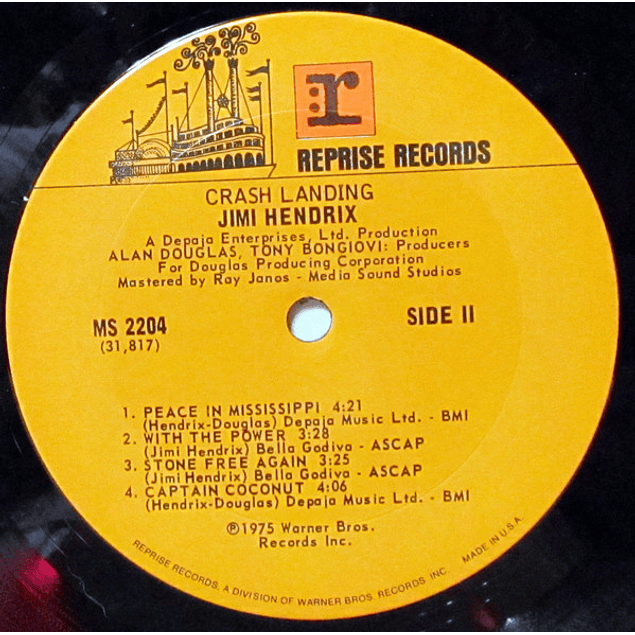 :r
REPRISE RECORDS
CRASH LANDING
JIMI HENDRIX
A Depaja Enterprises, Ltd. Production
ALAN DOUGLAS, TONY BONGIOVI: Producers
For Douglas Producing Corporation
Mastered by Ray Janos - Media Sound Studios
MS 2204
(31,817)
SIDE II
1. PEACE IN MISSISSIPPI 4:21
(Hendrix-Douglas) Depaja Music Ltd. - BMI
2. WITH THE POWER 3:28
(Jimi Hendrix) Bella Godiva - ASCAP
3. STONE FREE AGAIN 3:25
(Jimi Hendrix) Bella Godiva - ASCAP
4. CAPTAIN COCONUT 4:06
(Hendrix-Douglas) Depaja Music Ltd. - BMI
℗1975 Warner Bros.
Records Inc.
REPRISE RECORDS, A DIVISION OF WARNER BROS. RECORDS INC. MADE IN U.S.A.